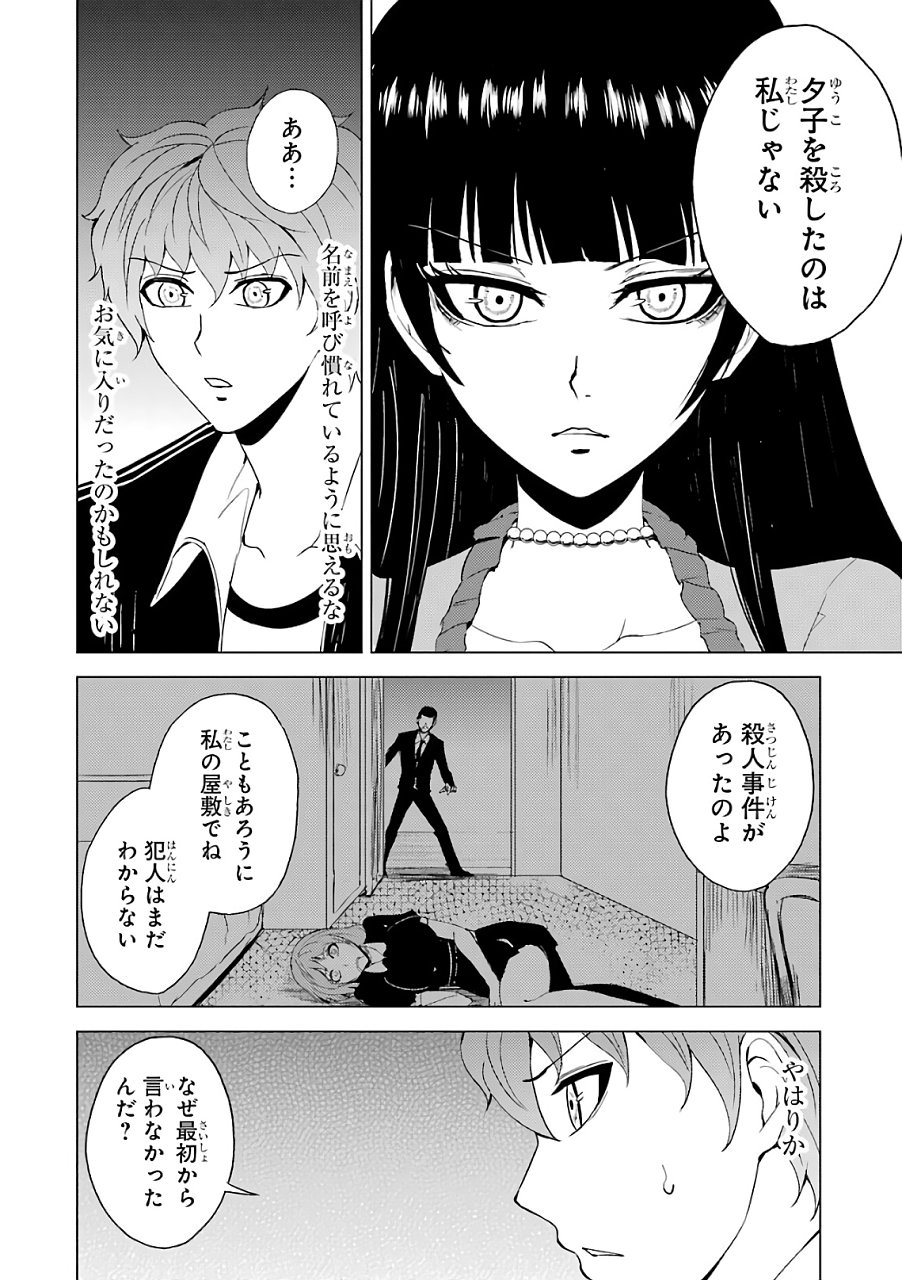 夕子を殺したのは
私じゃない
ああ…
名前を呼び慣れているように思えるな
お気に入りだったのかもしれない
殺人事件が
あったのよ
こともあろうに
私の屋敷でね
犯人はまだ
わからない
やはりか
なぜ最初から
言わなかった
んだ?